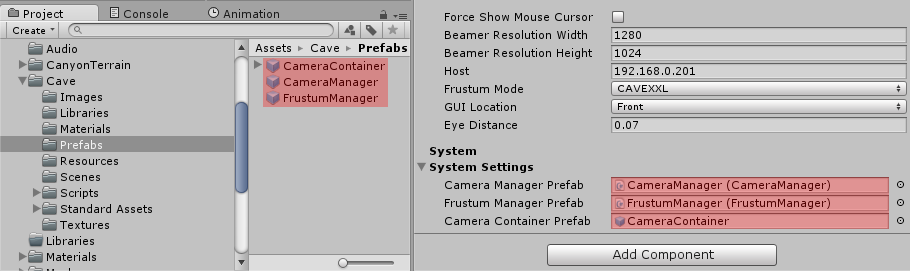 Project
Console
Animation
Create
Audio
CanyonTerrain
Cave
Images
Libraries
Materials
Prefabs
Resources
Scenes
Scripts
Standard Assets
Textures
Libraries
Materials
Assets Cave Prefabs
CameraContainer
CameraManager
FrustumManager
Force Show Mouse Cursor
Beamer Resolution Width 1280
Beamer Resolution Height 1024
Host 192.168.0.201
Frustum Mode CAVEXXL
GUI Location Front
Eye Distance 0.07
System
System Settings
Camera Manager Prefab CameraManager (CameraManager)
Frustum Manager Prefab FrustumManager (FrustumManager)
Camera Container Prefab CameraContainer
Add Component